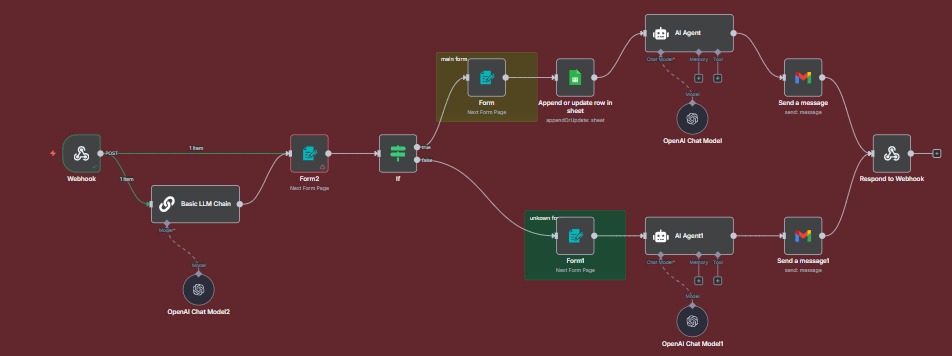 AI Agent
Chat Model*
Memory
Tool
Model
OpenAI Chat Model
main form
Form
Next Form Page
Append or update row in
sheet
appendOrUpdate: sheet
Send a message
send: message
Webhook
POST
1 item
1 item
Basic LLM Chain
Model*
Model
OpenAI Chat Model2
Form2
Next Form Page
If
true
false
Respond to Webhook
unkown for
Form1
Next Form Page
AI Agent1
Chat Model*
Memory
Tool
Model
OpenAI Chat Model1
Send a message1
send: message